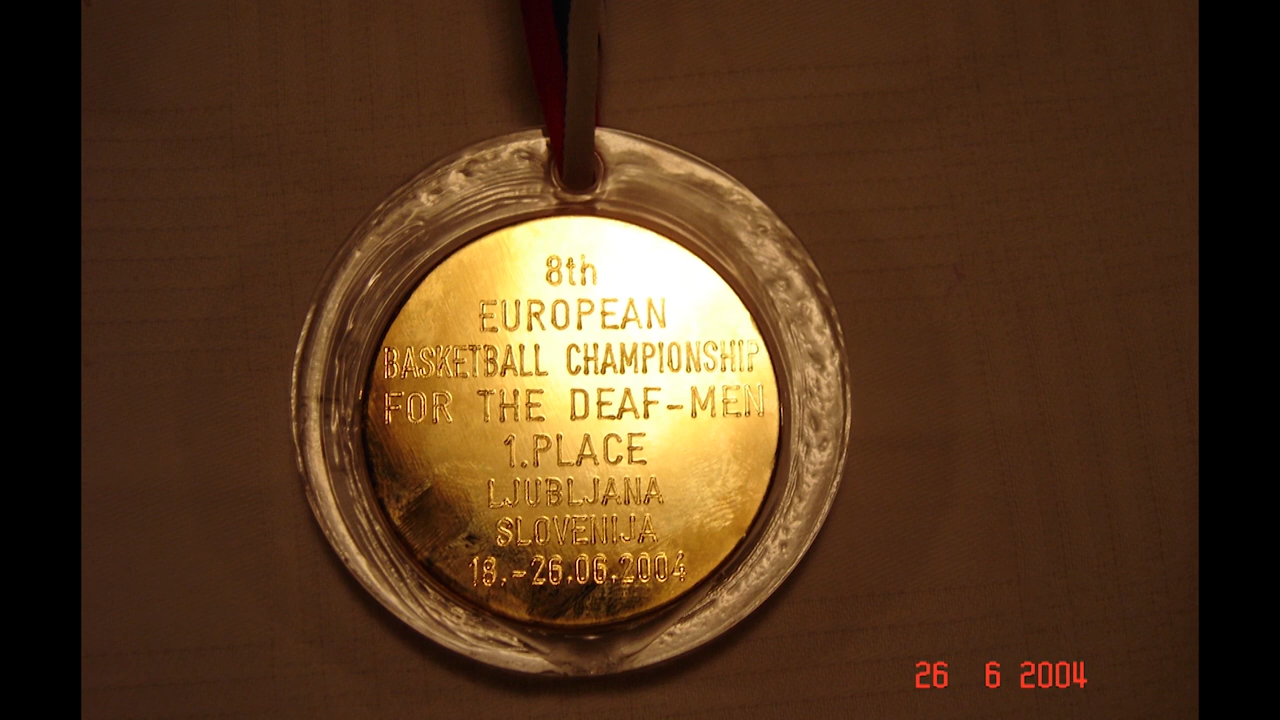 8th
EUROPEAN
BASKETBALL CHAMPIONSHIP
FOR THE DEAF-MEN
1.PLACE
LJUBLJANA
SLOVENIJA
18.-26.06.2004
26 6 2004